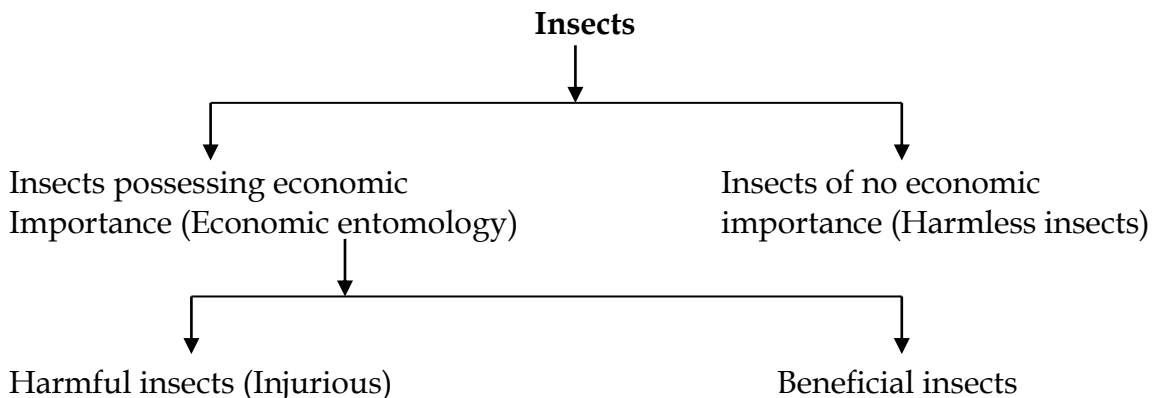 Insects
Insects possessing economic
Importance (Economic entomology)
Insects of no economic
importance (Harmless insects)
Harmful insects (Injurious)
Beneficial insects